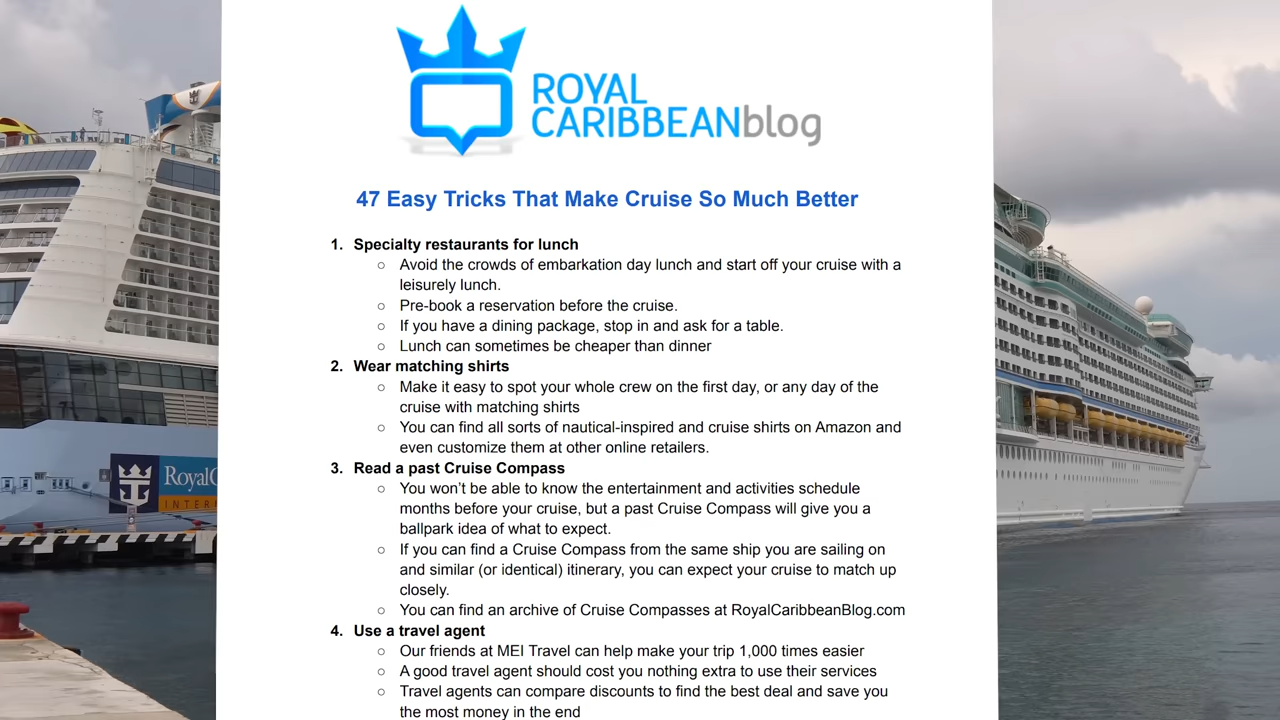 ROYAL
CARIBBEANblog
47 Easy Tricks That Make Cruise So Much Better
1. Specialty restaurants for lunch
○ Avoid the crowds of embarkation day lunch and start off your cruise with a
leisurely lunch.
○ Pre-book a reservation before the cruise.
○ If you have a dining package, stop in and ask for a table.
○ Lunch can sometimes be cheaper than dinner
2. Wear matching shirts
○ Make it easy to spot your whole crew on the first day, or any day of the
cruise with matching shirts
○ You can find all sorts of nautical-inspired and cruise shirts on Amazon and
even customize them at other online retailers.
3. Read a past Cruise Compass
○ You won’t be able to know the entertainment and activities schedule
months before your cruise, but a past Cruise Compass will give you a
ballpark idea of what to expect.
○ If you can find a Cruise Compass from the same ship you are sailing on
and similar (or identical) itinerary, you can expect your cruise to match up
closely.
○ You can find an archive of Cruise Compasses at RoyalCaribbeanBlog.com
4. Use a travel agent
○ Our friends at MEI Travel can help make your trip 1,000 times easier
○ A good travel agent should cost you nothing extra to use their services
○ Travel agents can compare discounts to find the best deal and save you
the most money in the end
Royal
INTER